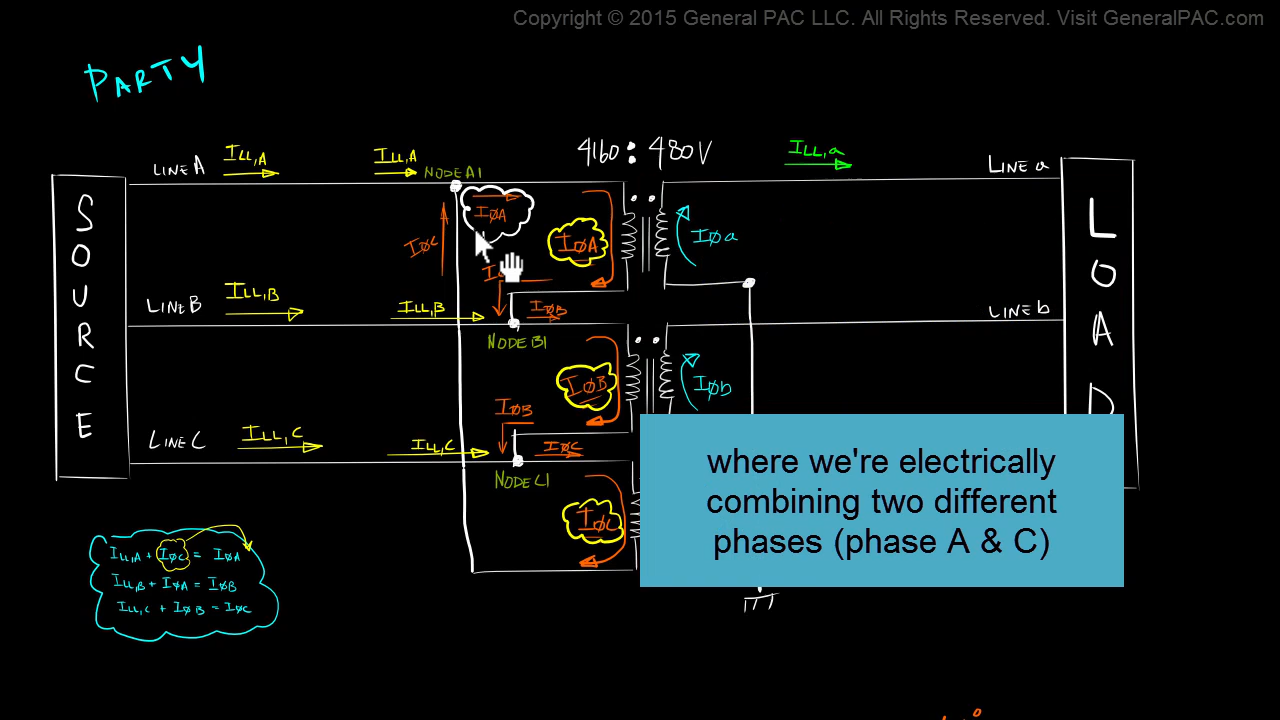 Copyright © 2015 General PAC LLC. All Rights Reserved. Visit GeneralPAC.com
PARTY
4160 : 480V
LINE A
ILL,A
ILL,A
NODE A1
ILL,a
LINE a
SOURCE
LOAD
IØC
IØA
IØA
IØa
LINE B
ILL,B
ILL,B
IØB
LINE b
NODE B1
IØB
IØb
IØB
LINE C
ILL,C
ILL,C
IØC
NODE C1
IØC
where we're electrically
combining two different
phases (phase A & C)
ILL,A + IØC = IØA
ILL,B + IØA = IØB
ILL,C + IØB = IØC